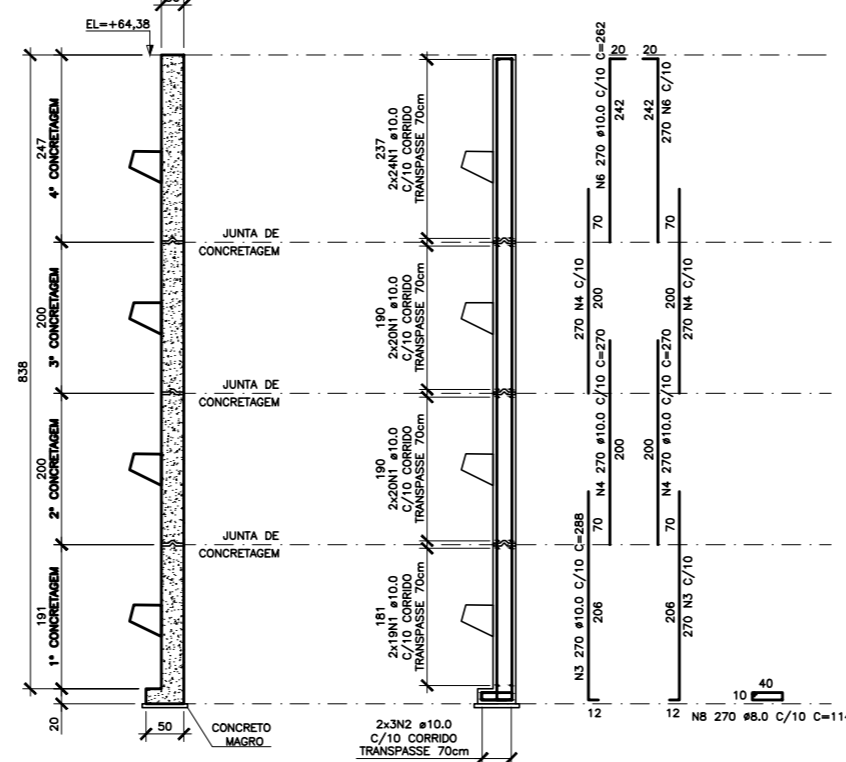 EL=+64,38
838
247
4ª CONCRETAGEM
200
3ª CONCRETAGEM
200
2ª CONCRETAGEM
191
1ª CONCRETAGEM
20
50
JUNTA DE
CONCRETAGEM
JUNTA DE
CONCRETAGEM
JUNTA DE
CONCRETAGEM
CONCRETO
MAGRO
237
2x24N1 ø10.0
C/10 CORRIDO
TRANSPASSE 70cm
190
2x20N1 ø10.0
C/10 CORRIDO
TRANSPASSE 70cm
190
2x20N1 ø10.0
C/10 CORRIDO
TRANSPASSE 70cm
181
2x19N1 ø10.0
C/10 CORRIDO
TRANSPASSE 70cm
2x3N2 ø10.0
C/10 CORRIDO
TRANSPASSE 70cm
20
20
N6 270 ø10.0 C/10 C=262
242
242
270 N6 C/10
70
70
270 N4 C/10
200
200
270 N4 C/10
N4 270 ø10.0 C/10 C=270
200
200
N4 270 ø10.0 C/10 C=270
70
70
N3 270 ø10.0 C/10 C=288
206
206
270 N3 C/10
12
12
40
10
N8 270 ø8.0 C/10 C=114